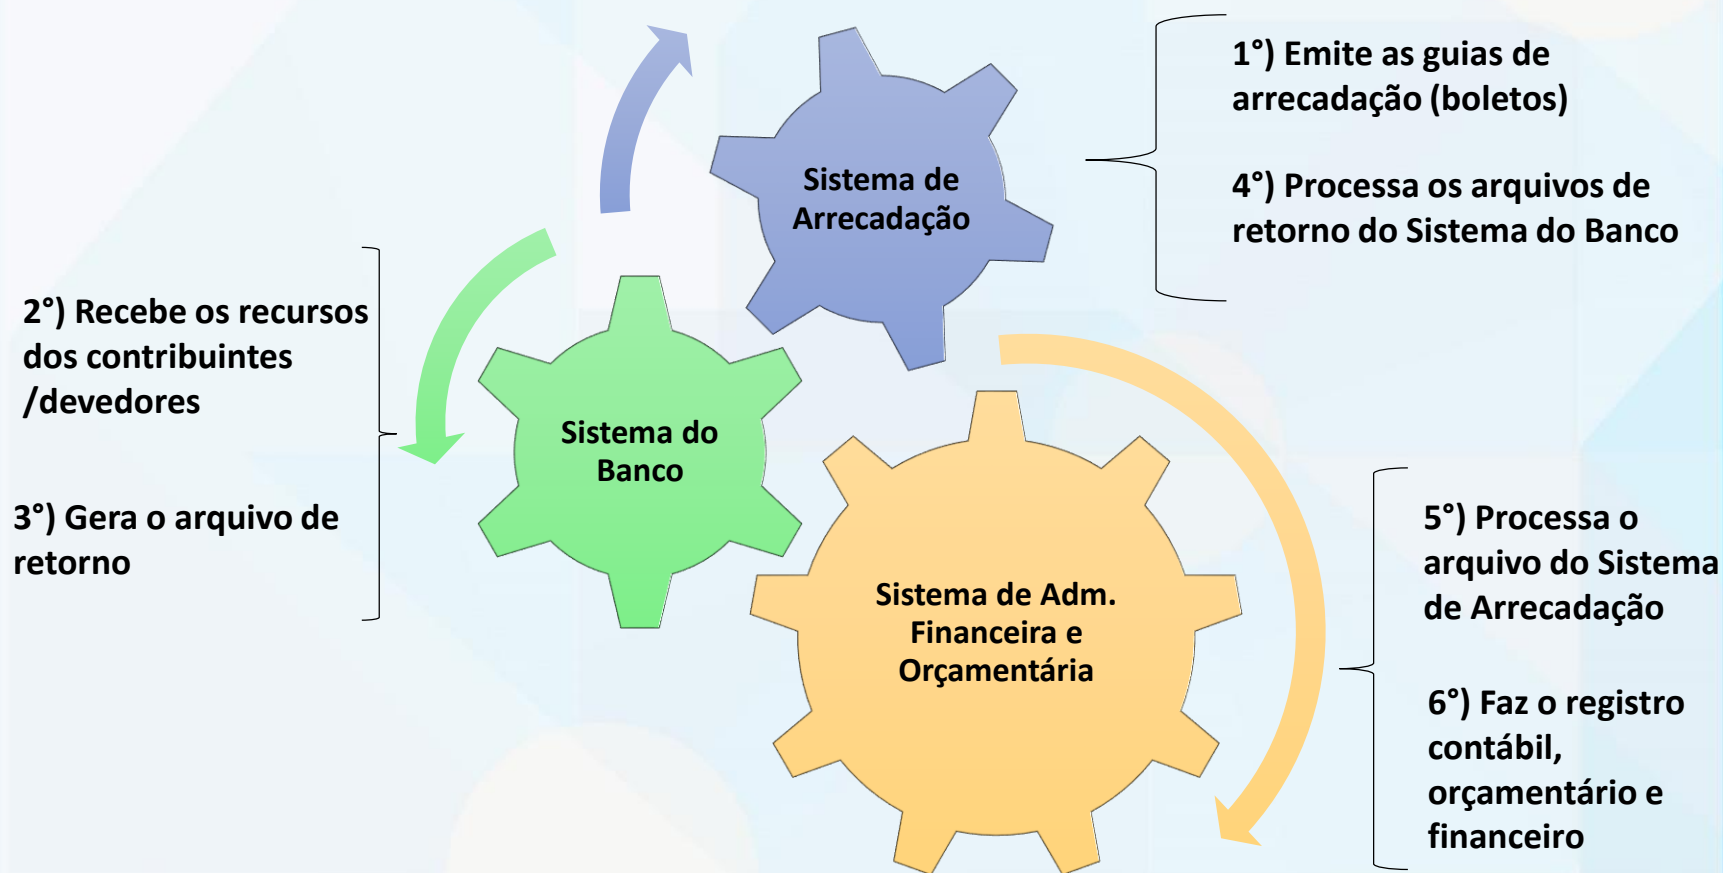 1°) Emite as guias de
arrecadação (boletos)
4°) Processa os arquivos de
retorno do Sistema do Banco
Sistema de
Arrecadação
2°) Recebe os recursos
dos contribuintes
/devedores
3°) Gera o arquivo de
retorno
Sistema do
Banco
Sistema de Adm.
Financeira e
Orçamentária
5°) Processa o
arquivo do Sistema
de Arrecadação
6°) Faz o registro
contábil,
orçamentário e
financeiro